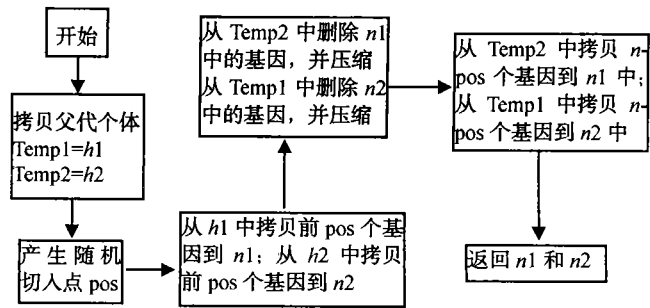 开始
拷贝父代个体
Temp1=h1
Temp2=h2
产生随机
切入点 pos
从 h1 中拷贝前 pos 个基
因到 n1；从 h2 中拷贝
前 pos 个基因到 n2
从 Temp2 中删除 n1
中的基因，并压缩
从 Temp1 中删除 n2
中的基因，并压缩
从 Temp2 中拷贝 n-
pos 个基因到 n1 中；
从 Temp1 中拷贝 n-
pos 个基因到 n2 中
返回 n1 和 n2